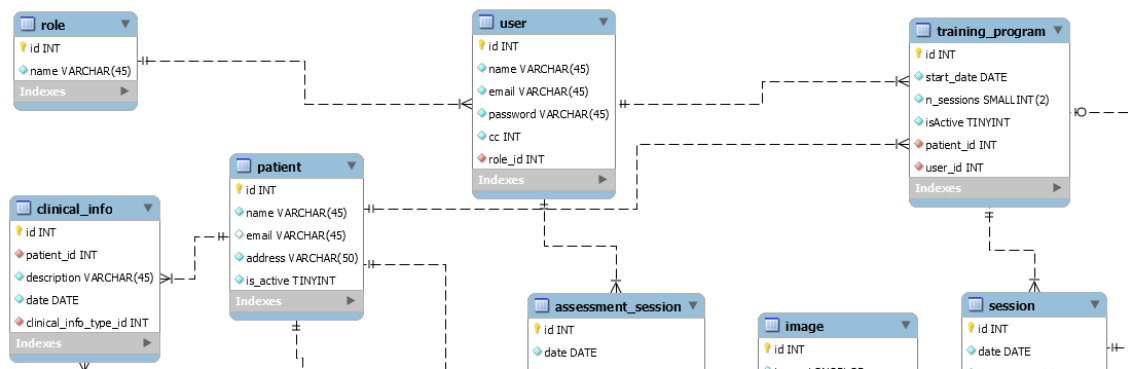 role
id INT
name VARCHAR(45)
Indexes
user
id INT
name VARCHAR(45)
email VARCHAR(45)
password VARCHAR(45)
cc INT
role_id INT
Indexes
training_program
id INT
start_date DATE
n_sessions SMALLINT(2)
isActive TINYINT
patient_id INT
user_id INT
Indexes
patient
id INT
name VARCHAR(45)
email VARCHAR(45)
address VARCHAR(50)
is_active TINYINT
Indexes
clinical_info
id INT
patient_id INT
description VARCHAR(45)
date DATE
clinical_info_type_id INT
Indexes
assessment_session
id INT
date DATE
image
id INT
session
id INT
date DATE